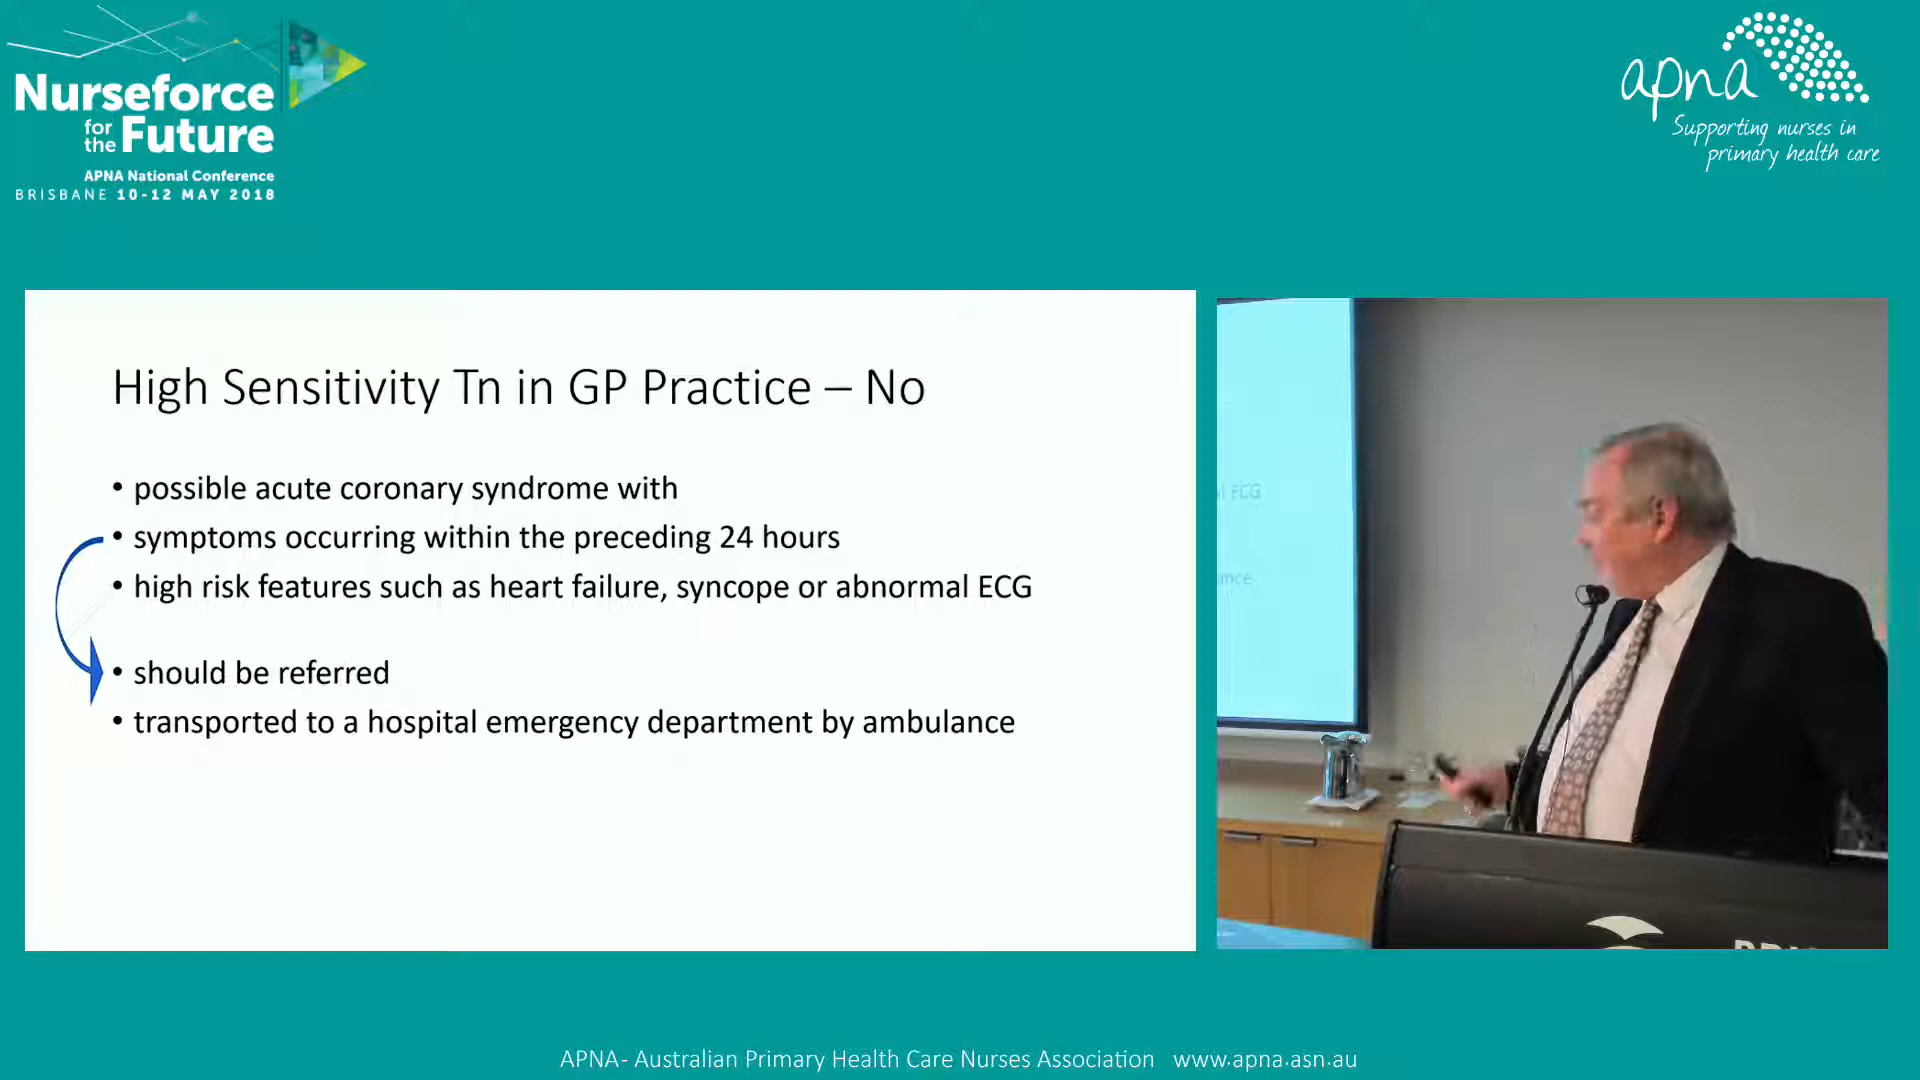 Nurseforce
for
the Future
APNA National Conference
BRISBANE 10-12 MAY 2018
apna
Supporting nurses in
primary health care
High Sensitivity Tn in GP Practice – No
• possible acute coronary syndrome with
• symptoms occurring within the preceding 24 hours
• high risk features such as heart failure, syncope or abnormal ECG
• should be referred
• transported to a hospital emergency department by ambulance
ECG
APNA- Australian Primary Health Care Nurses Association www.apna.asn.au